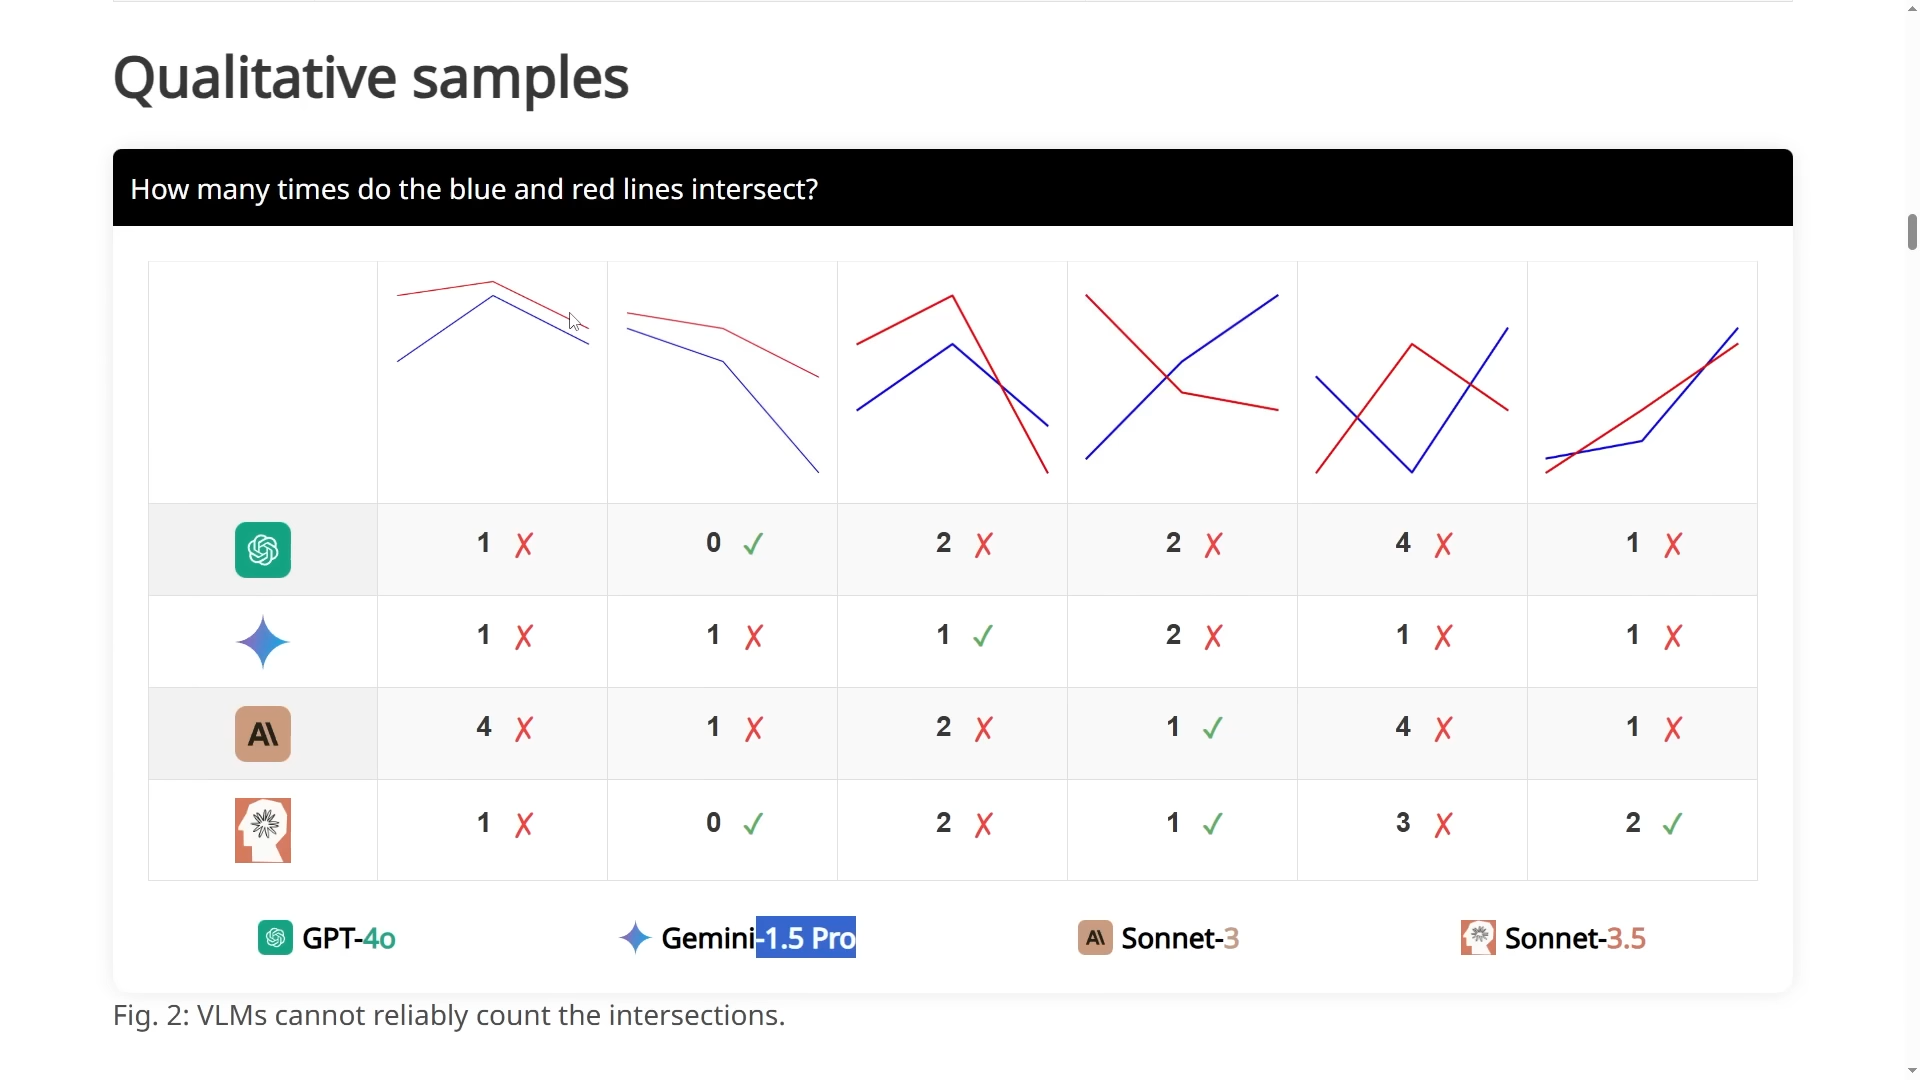 Qualitative samples
How many times do the blue and red lines intersect?
1 ✗ 0 ✓ 2 ✗ 2 ✗ 4 ✗ 1 ✗
1 ✗ 1 ✗ 1 ✓ 2 ✗ 1 ✗ 1 ✗
A\ 4 ✗ 1 ✗ 2 ✗ 1 ✓ 4 ✗ 1 ✗
1 ✗ 0 ✓ 2 ✗ 1 ✓ 3 ✗ 2 ✓
GPT-4o Gemini-1.5 Pro A\ Sonnet-3 Sonnet-3.5
Fig. 2: VLMs cannot reliably count the intersections.